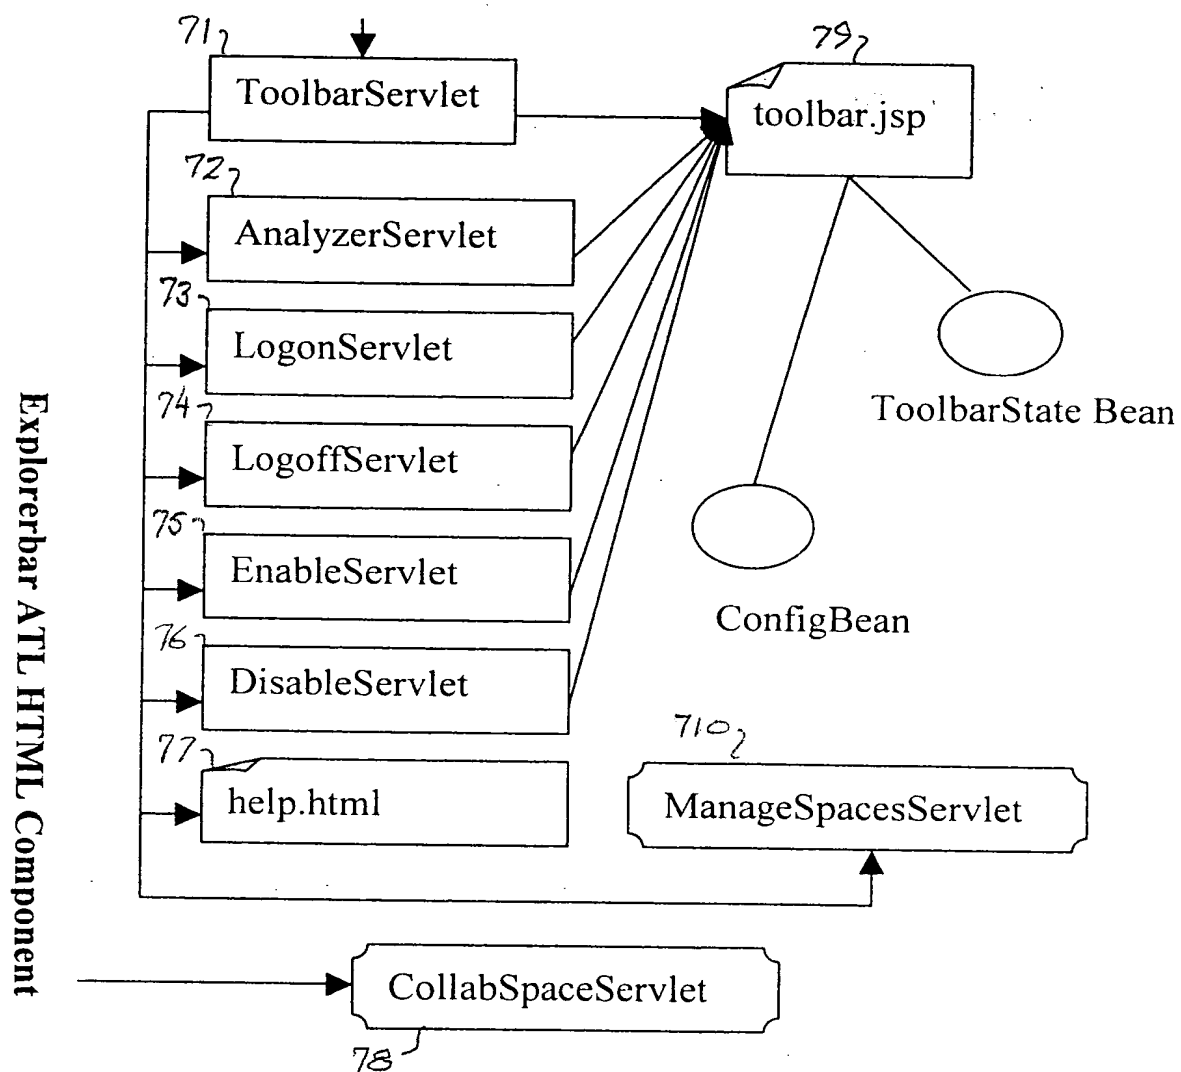 71
ToolbarServlet
79
toolbar.jsp
72
AnalyzerServlet
73
LogonServlet
74
LogoffServlet
75
EnableServlet
76
DisableServlet
77
help.html
ToolbarState Bean
ConfigBean
710
ManageSpacesServlet
CollabSpaceServlet
78
Explorerbar ATL HTML Component